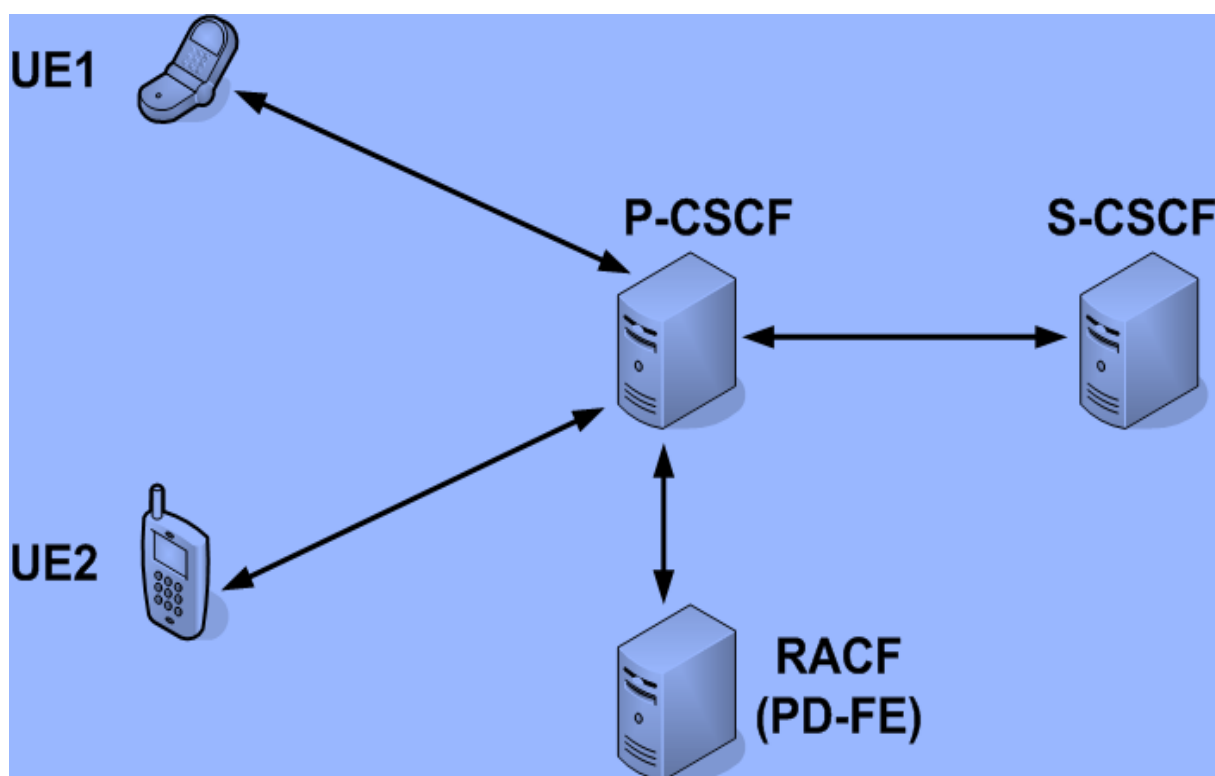 UE1
P-CSCF
S-CSCF
UE2
RACF
(PD-FE)